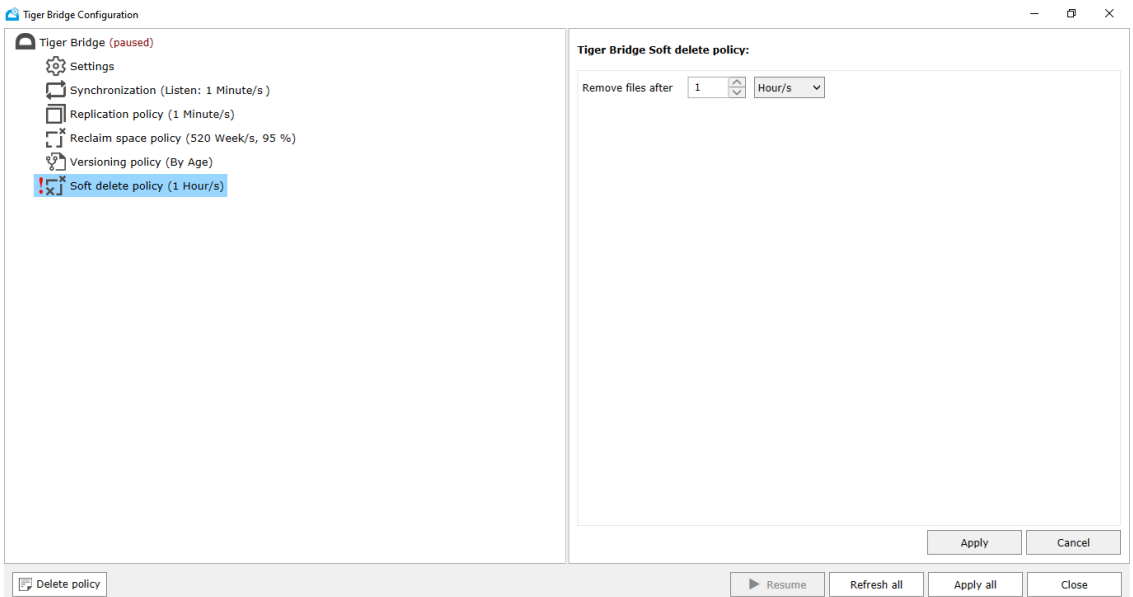 Tiger Bridge Configuration
Tiger Bridge (paused)
Settings
Synchronization (Listen: 1 Minute/s )
Replication policy (1 Minute/s)
Reclaim space policy (520 Week/s, 95 %)
Versioning policy (By Age)
Soft delete policy (1 Hour/s)
Tiger Bridge Soft delete policy:
Remove files after 1 Hour/s
Apply Cancel
Delete policy Resume Refresh all Apply all Close